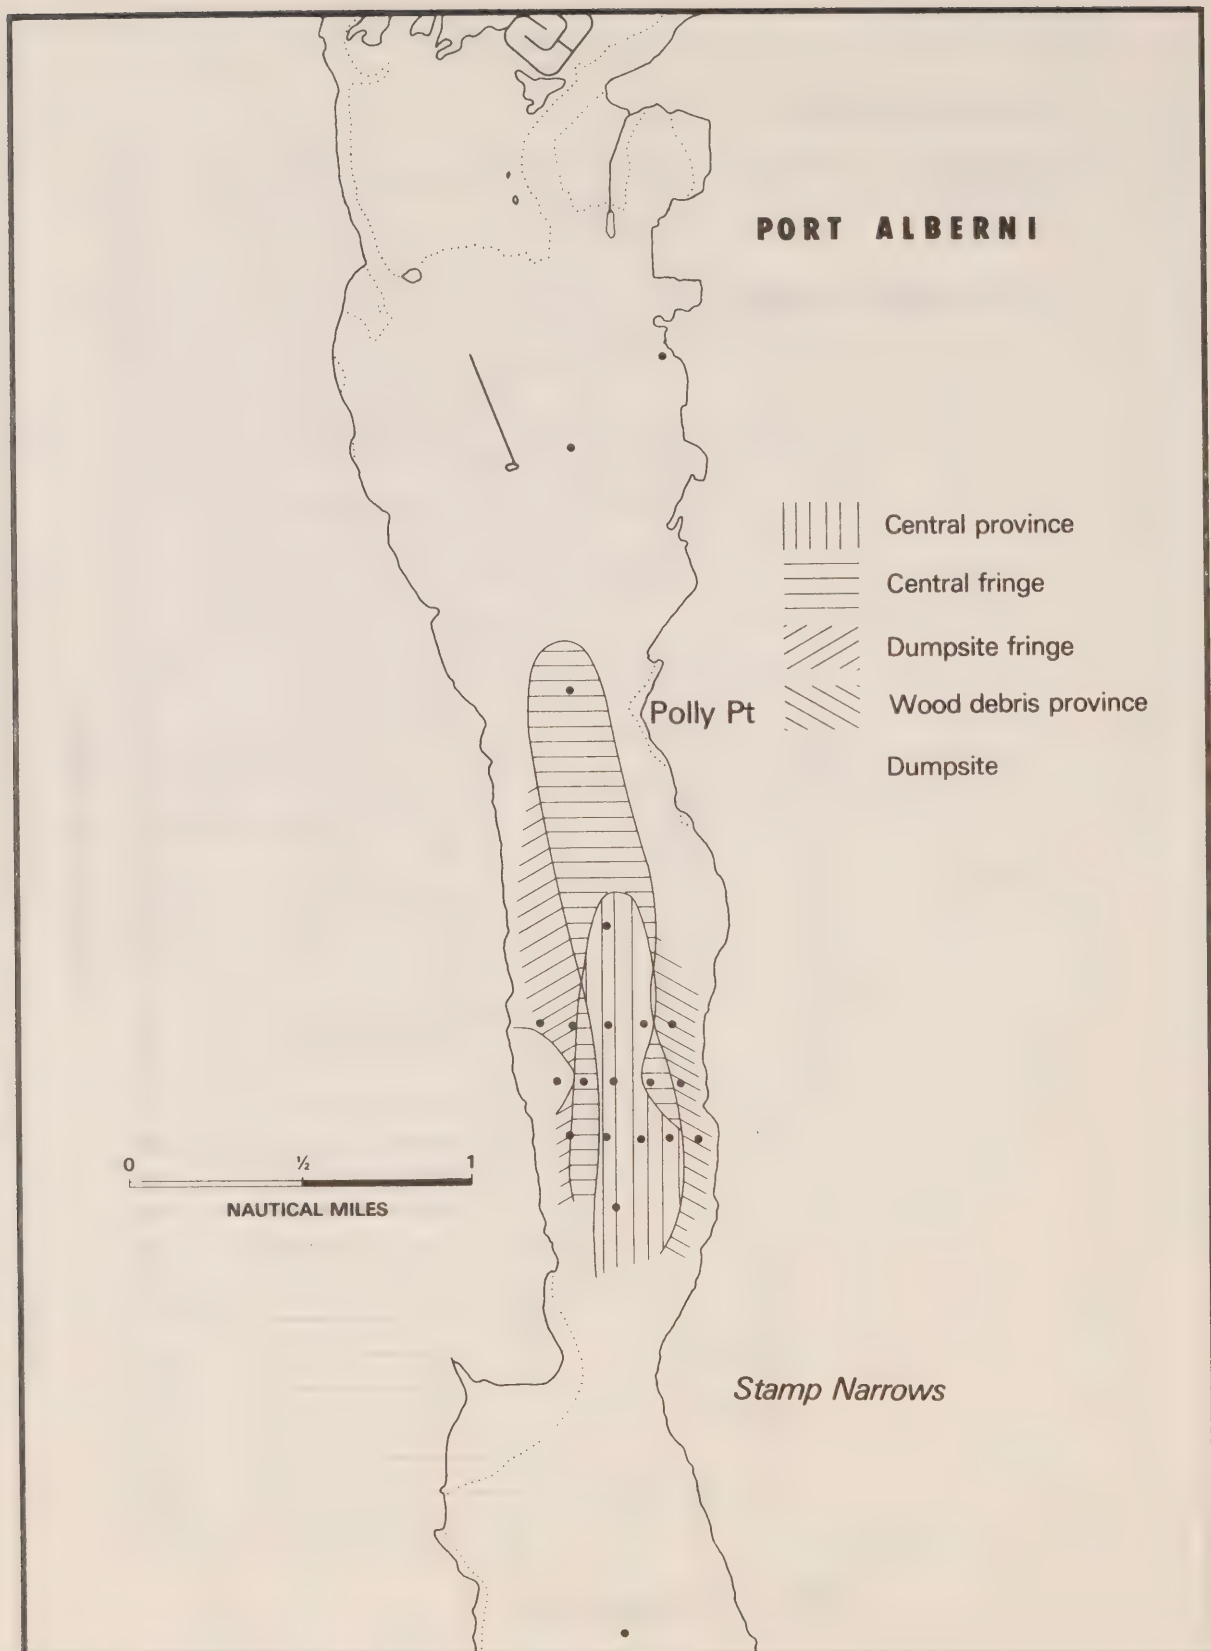 PORT ALBERNI
Central province
Central fringe
Dumpsite fringe
Polly Pt
Wood debris province
Dumpsite
0 ½ 1
NAUTICAL MILES
Stamp Narrows